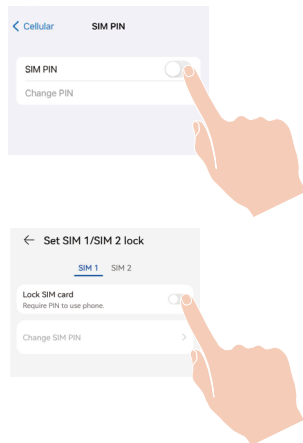 Cellular SIM PIN
SIM PIN
Change PIN
Set SIM 1/SIM 2 lock
SIM 1 SIM 2
Lock SIM card
Require PIN to use phone.
Change SIM PIN